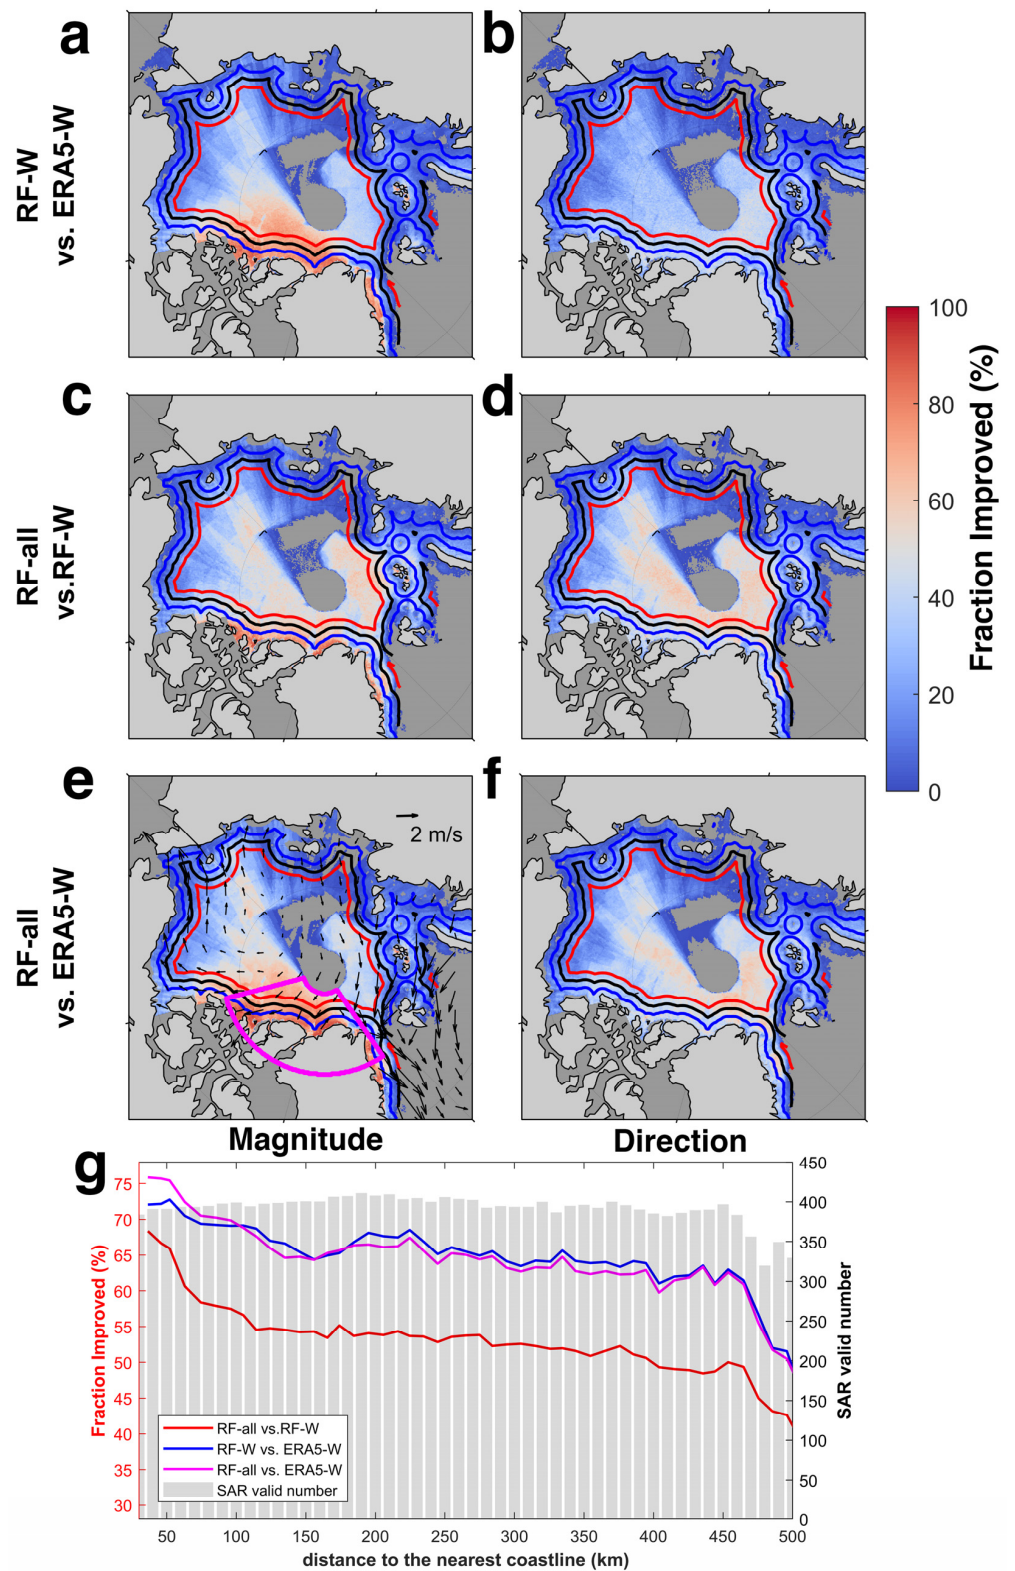 a
b
RF-W
vs. ERA5-W
c
d
RF-all
vs.RF-W
100
80
60
40
20
0
Fraction Improved (%)
e
f
RF-all
vs. ERA5-W
2 m/s
Magnitude
Direction
g
75
70
65
60
55
50
45
40
35
30
Fraction Improved (%)
450
400
350
300
250
200
150
100
50
0
SAR valid number
RF-all vs.RF-W
RF-W vs. ERA5-W
RF-all vs. ERA5-W
SAR valid number
50 100 150 200 250 300 350 400 450 500
distance to the nearest coastline (km)